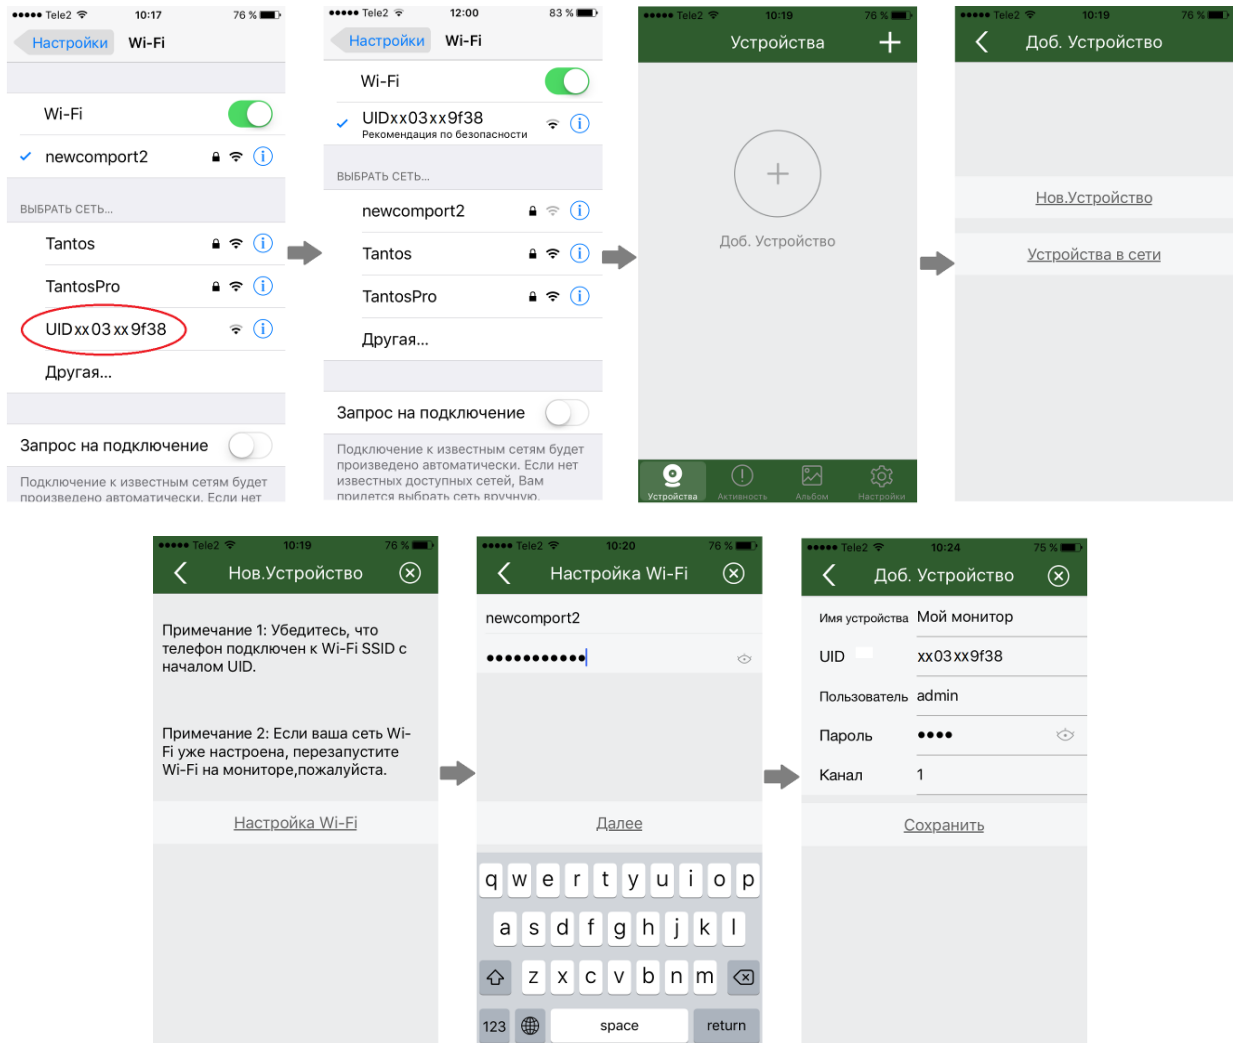 ●●●●● Tele2 10:17 76 %
Настройки Wi-Fi
Wi-Fi
newcomport2
ВЫБРАТЬ СЕТЬ...
Tantos
TantosPro
UID xx 03 xx 9f38
Другая...
Запрос на подключение
Подключение к известным сетям будет
произведено автоматически. Если нет
●●●●● Tele2 12:00 83 %
Настройки Wi-Fi
Wi-Fi
UIDxx03xx9f38
Рекомендация по безопасности
ВЫБРАТЬ СЕТЬ...
newcomport2
Tantos
TantosPro
Другая...
Запрос на подключение
Подключение к известным сетям будет
произведено автоматически. Если нет
известных доступных сетей, Вам
придется выбрать сеть вручную.
●●●●● Tele2 10:19 76 %
Устройства +
Доб. Устройство
Устройства Активность Альбом Настройки
●●●●● Tele2 10:19 76 %
Доб. Устройство
Нов.Устройство
Устройства в сети
●●●●● Tele2 10:19 76 %
Нов.Устройство
Примечание 1: Убедитесь, что
телефон подключен к Wi-Fi SSID с
началом UID.
Примечание 2: Если ваша сеть Wi-
Fi уже настроена, перезапустите
Wi-Fi на мониторе,пожалуйста.
Настройка Wi-Fi
●●●●● Tele2 10:20 76 %
Настройка Wi-Fi
newcomport2
●●●●●●●●●●●
Далее
q w e r t y u i o p
a s d f g h j k l
z x c v b n m
123 space return
●●●●● Tele2 10:24 75 %
Доб. Устройство
Имя устройства Мой монитор
UID xx03xx9f38
Пользователь admin
Пароль ●●●●
Канал 1
Сохранить